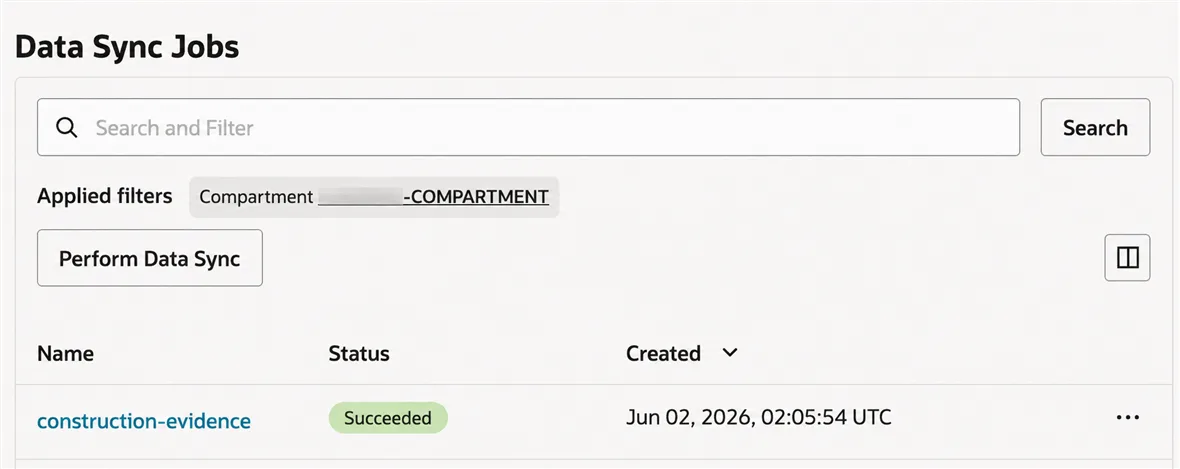 Data Sync Jobs
Search and Filter
Search
Applied filters
Compartment -COMPARTMENT
Perform Data Sync
Name Status Created
construction-evidence Succeeded Jun 02, 2026, 02:05:54 UTC